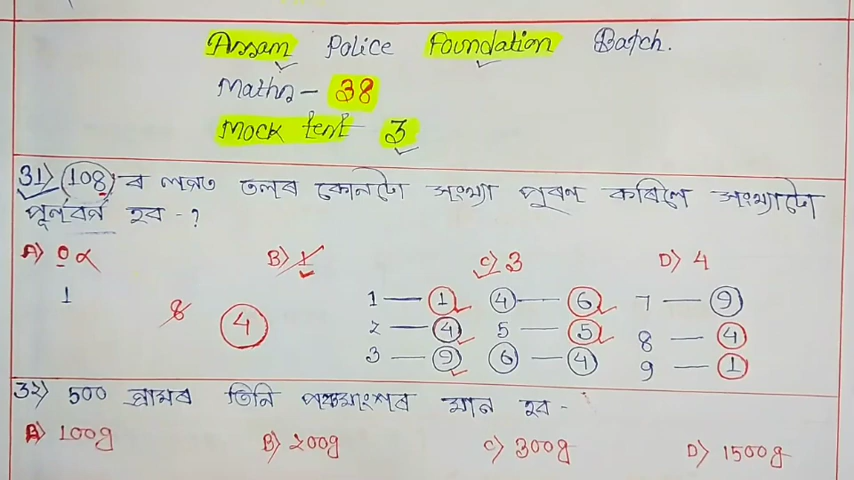 Assam Police Foundation Batch.
Maths - 38
Mock test 3
31) 108 ৰ লগত তলৰ কোনটো সংখ্যা পূৰণ কৰিলে সংখ্যাটো
পূৰ্ণবৰ্গ হব - ?
A) 0 B) 1 C) 3 D) 4
1
8 4
1 — 1 4 — 6 7 — 9
2 — 4 5 — 5 8 — 4
3 — 9 6 — 4 9 — 1
32) 500 গ্ৰামৰ তিনি পঞ্চমাংশৰ মান হব -
A) 100g B) 200g C) 300g D) 1500g